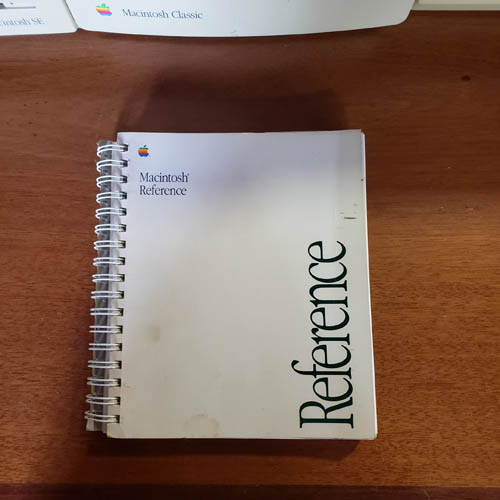 Macintosh SE
Macintosh Classic
Macintosh®
Reference
Reference